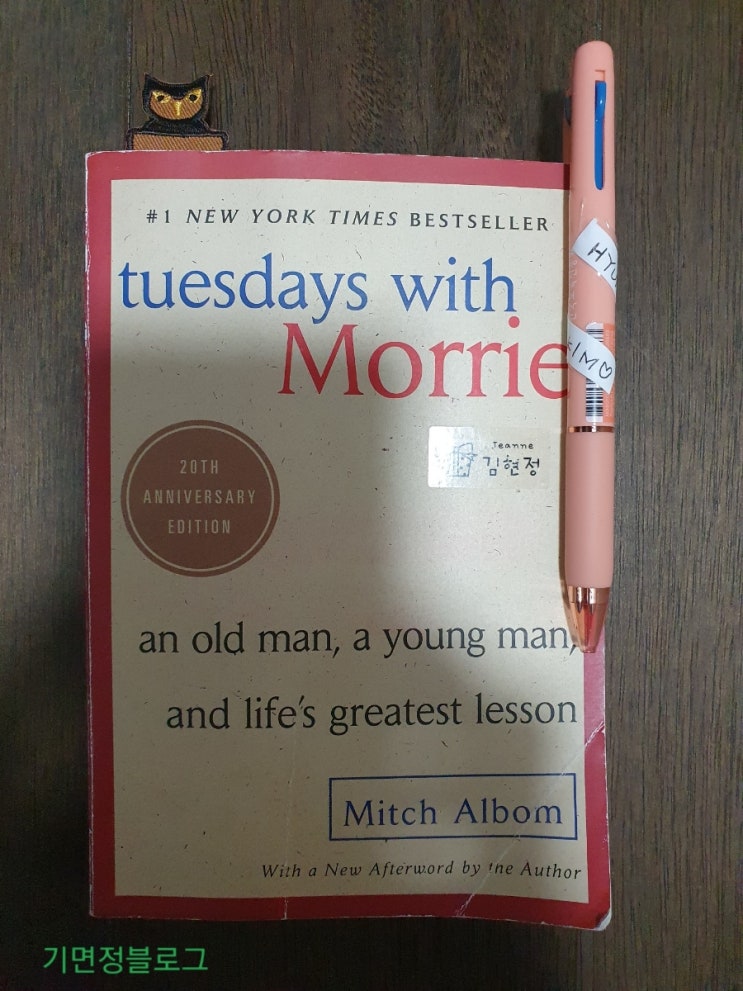 #1 NEW YORK TIMES BESTSELLER
tuesdays with
Morrie
Jeanne
김현정
20TH
ANNIVERSARY
EDITION
an old man, a young man,
and life's greatest lesson
Mitch Albom
With a New Afterword by the Author
기면정블로그